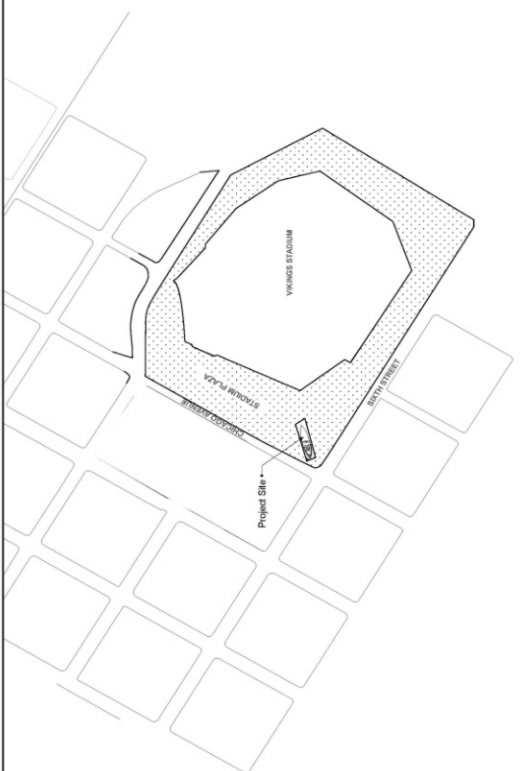 VIKINGS STADIUM
STADIUM PLAZA
CHICAGO AVENUE
SIXTH STREET
Project Site